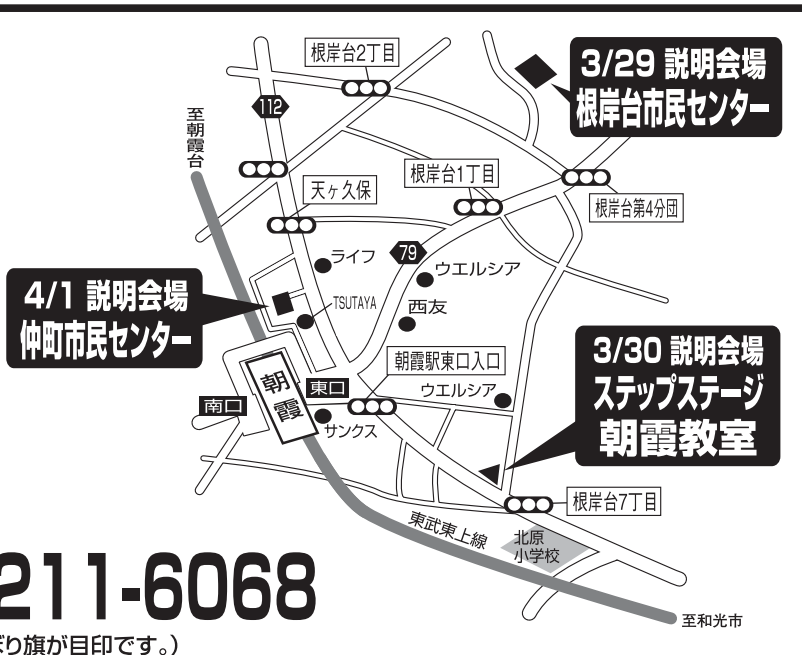 根岸台2丁目
3/29 説明会場
根岸台市民センター
112
至朝霞台
天ヶ久保
根岸台1丁目
根岸台第4分団
79
ライフ
ウエルシア
4/1 説明会場
仲町市民センター
TSUTAYA
西友
3/30 説明会場
ステップステージ
朝霞教室
朝霞駅東口入口
朝霞
東口
南口
ウエルシア
サンクス
根岸台7丁目
東武東上線
北原
小学校
211-6068
至和光市
ぼり旗が目印です。)